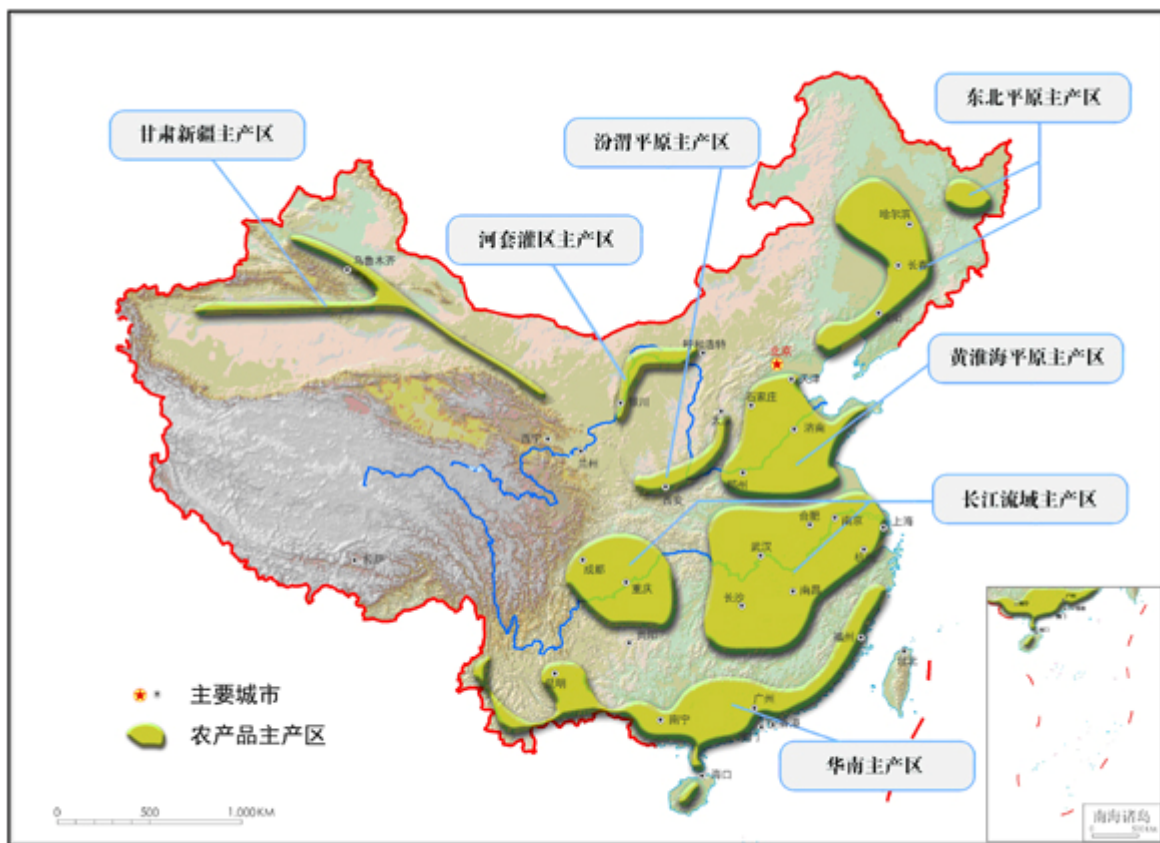 东北平原主产区
甘肃新疆主产区
汾渭平原主产区
河套灌区主产区
哈尔滨
长春
乌鲁木齐
呼和浩特
北京
天津
黄淮海平原主产区
银川
石家庄
济南
西宁
兰州
郑州
西安
长江流域主产区
合肥
南京
上海
武汉
成都
重庆
南昌
长沙
贵阳
福州
台北
昆明
广州
南宁
香港
海口
华南主产区
主要城市
农产品主产区
0
500
1,000KM
南海诸岛
0
500KM